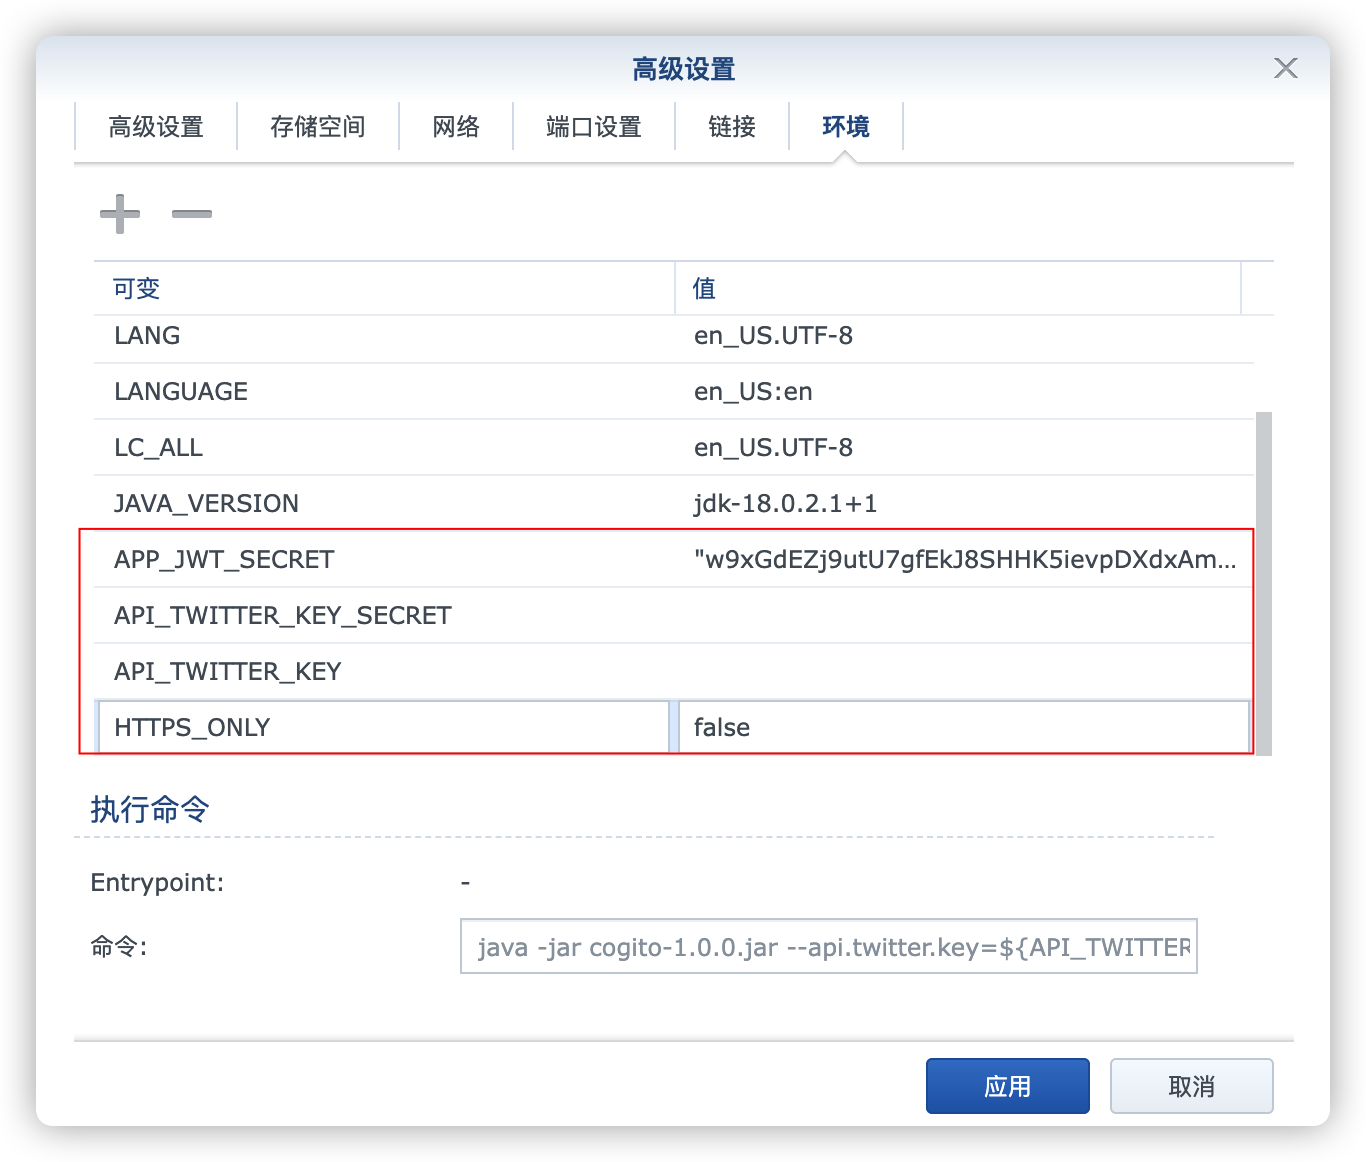 高级设置
高级设置 存储空间 网络 端口设置 链接 环境
可变 值
LANG en_US.UTF-8
LANGUAGE en_US:en
LC_ALL en_US.UTF-8
JAVA_VERSION jdk-18.0.2.1+1
APP_JWT_SECRET "w9xGdEZj9utU7gfEkJ8SHHK5ievpDXdxAm...
API_TWITTER_KEY_SECRET
API_TWITTER_KEY
HTTPS_ONLY false
执行命令
Entrypoint: -
命令: java -jar cogito-1.0.0.jar --api.twitter.key=${API_TWITTER
应用 取消